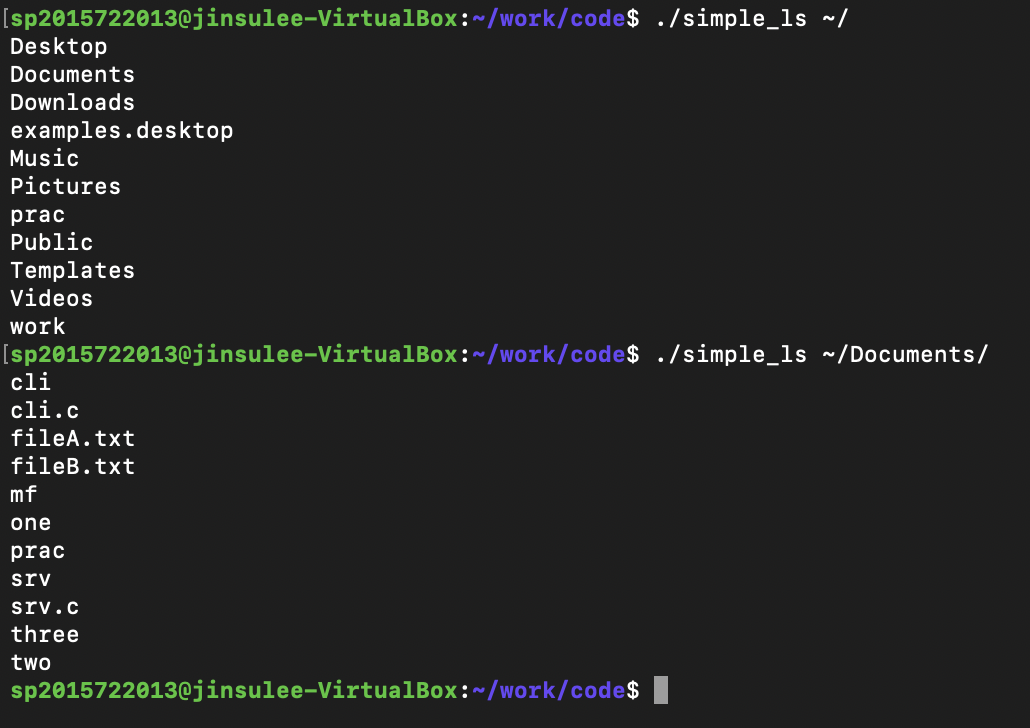 [sp2015722013@jinsulee-VirtualBox:~/work/code$ ./simple_ls ~/
Desktop
Documents
Downloads
examples.desktop
Music
Pictures
prac
Public
Templates
Videos
work
[sp2015722013@jinsulee-VirtualBox:~/work/code$ ./simple_ls ~/Documents/
cli
cli.c
fileA.txt
fileB.txt
mf
one
prac
srv
srv.c
three
two
sp2015722013@jinsulee-VirtualBox:~/work/code$